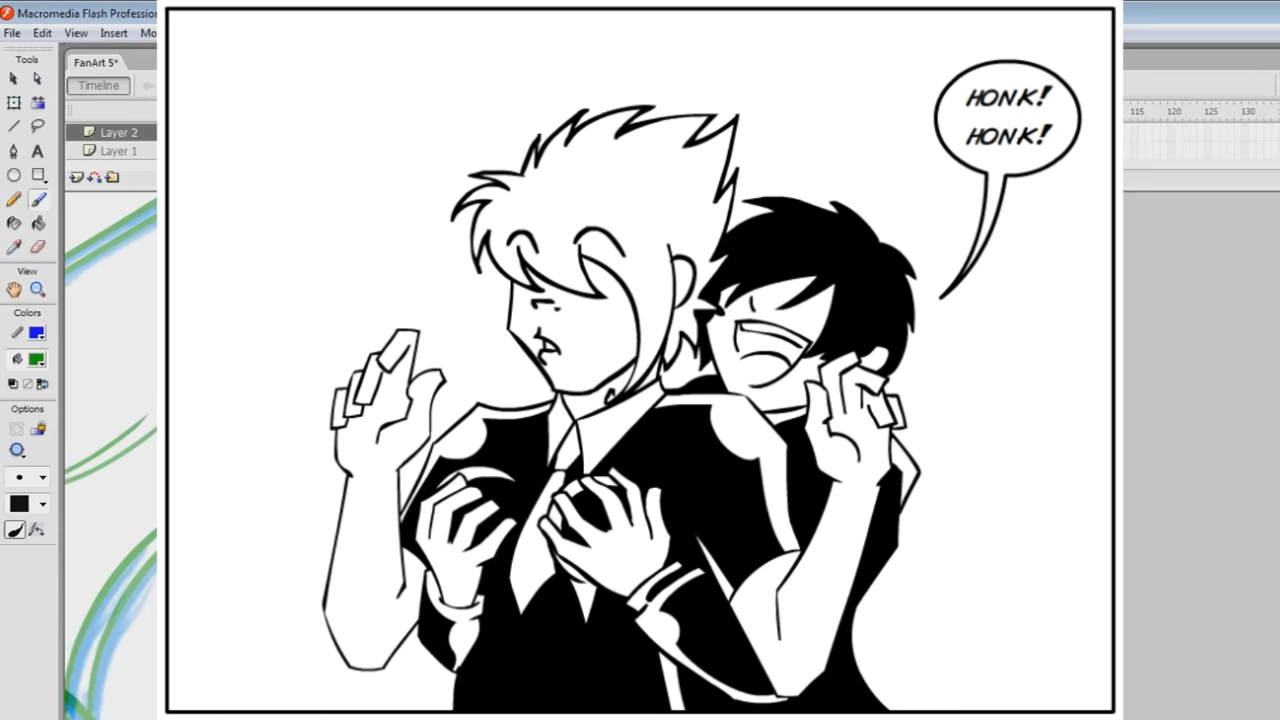 Macromedia Flash Profession
File Edit View Insert Mo
Tools
FanArt 5*
Timeline
115 120 125 130
Layer 2
Layer 1
View
Colors
Options
HONK!
HONK!